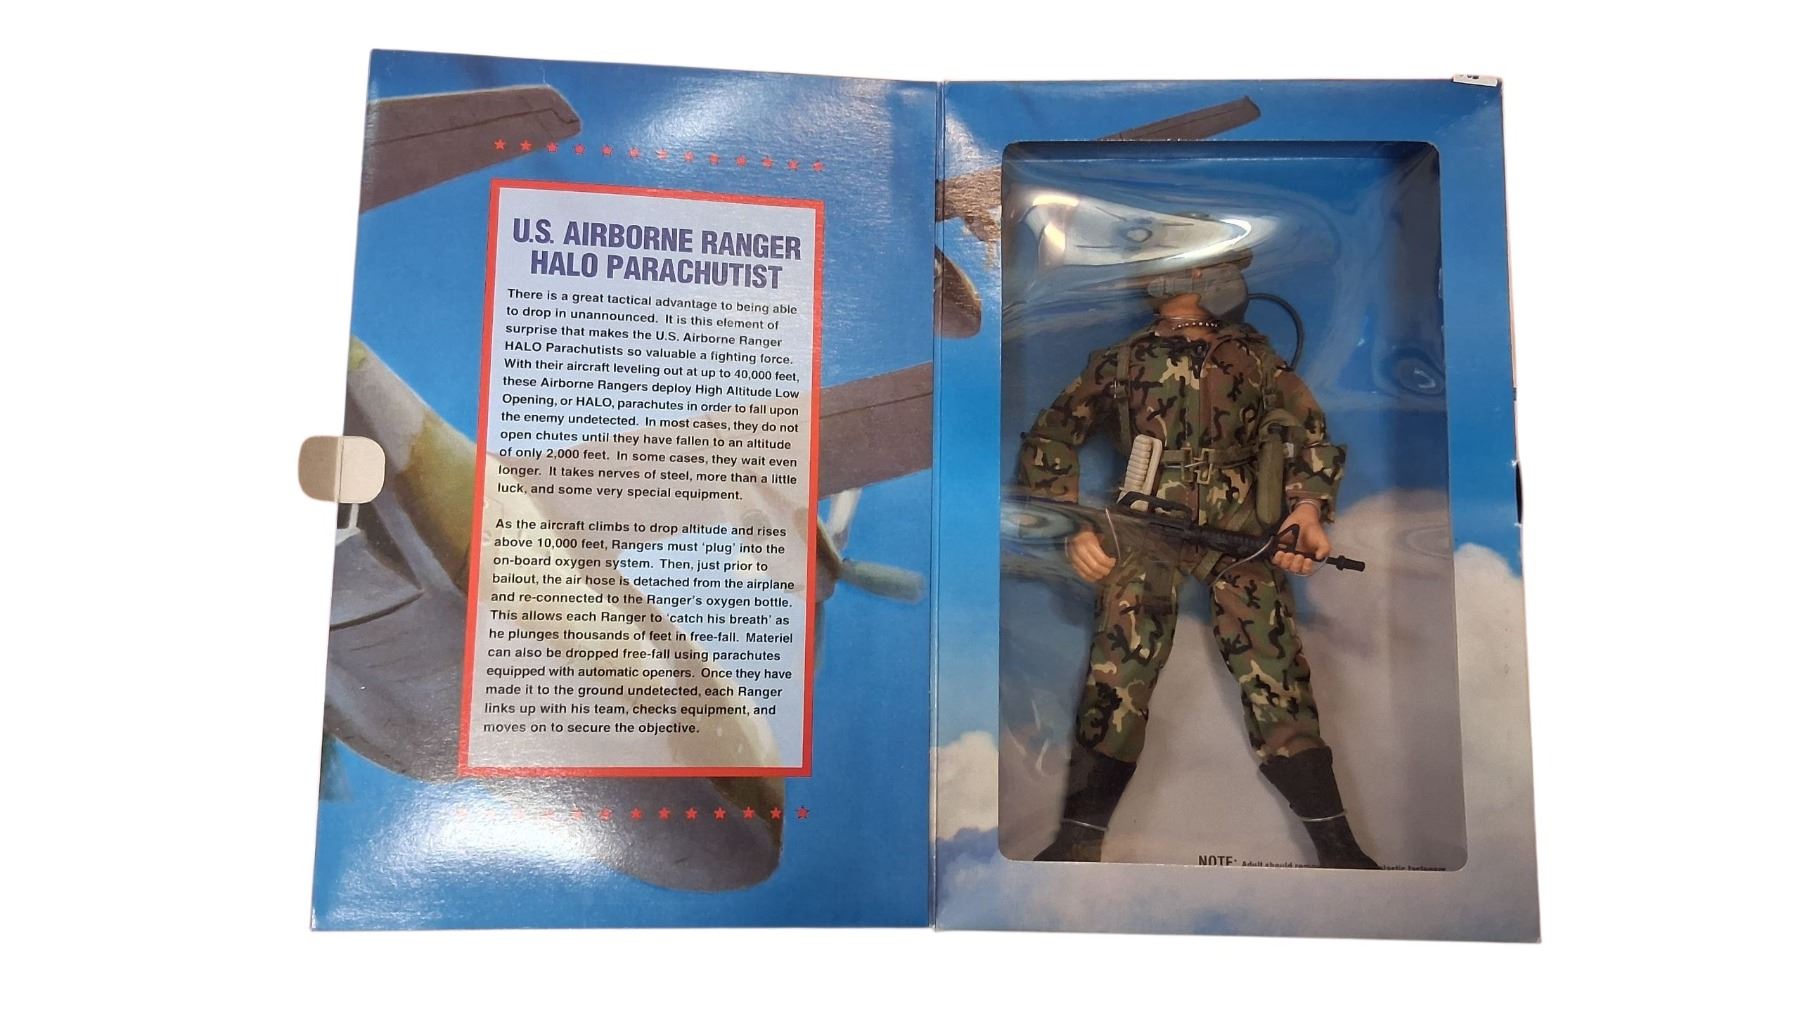 U.S. AIRBORNE RANGER
HALO PARACHUTIST
There is a great tactical advantage to being able
to drop in unannounced. It is this element of
surprise that makes the U.S. Airborne Ranger
HALO Parachutists so valuable a fighting force.
With their aircraft leveling out at up to 40,000 feet,
these Airborne Rangers deploy High Altitude Low
Opening, or HALO, parachutes in order to fall upon
the enemy undetected. In most cases, they do not
open chutes until they have fallen to an altitude
of only 2,000 feet. In some cases, they wait even
longer. It takes nerves of steel, more than a little
luck, and some very special equipment.
As the aircraft climbs to drop altitude and rises
above 10,000 feet, Rangers must 'plug' into the
on-board oxygen system. Then, just prior to
bailout, the air hose is detached from the airplane
and re-connected to the Ranger's oxygen bottle.
This allows each Ranger to 'catch his breath' as
he plunges thousands of feet in free-fall. Materiel
can also be dropped free-fall using parachutes
equipped with automatic openers. Once they have
made it to the ground undetected, each Ranger
links up with his team, checks equipment, and
moves on to secure the objective.
NOTE: Adult should